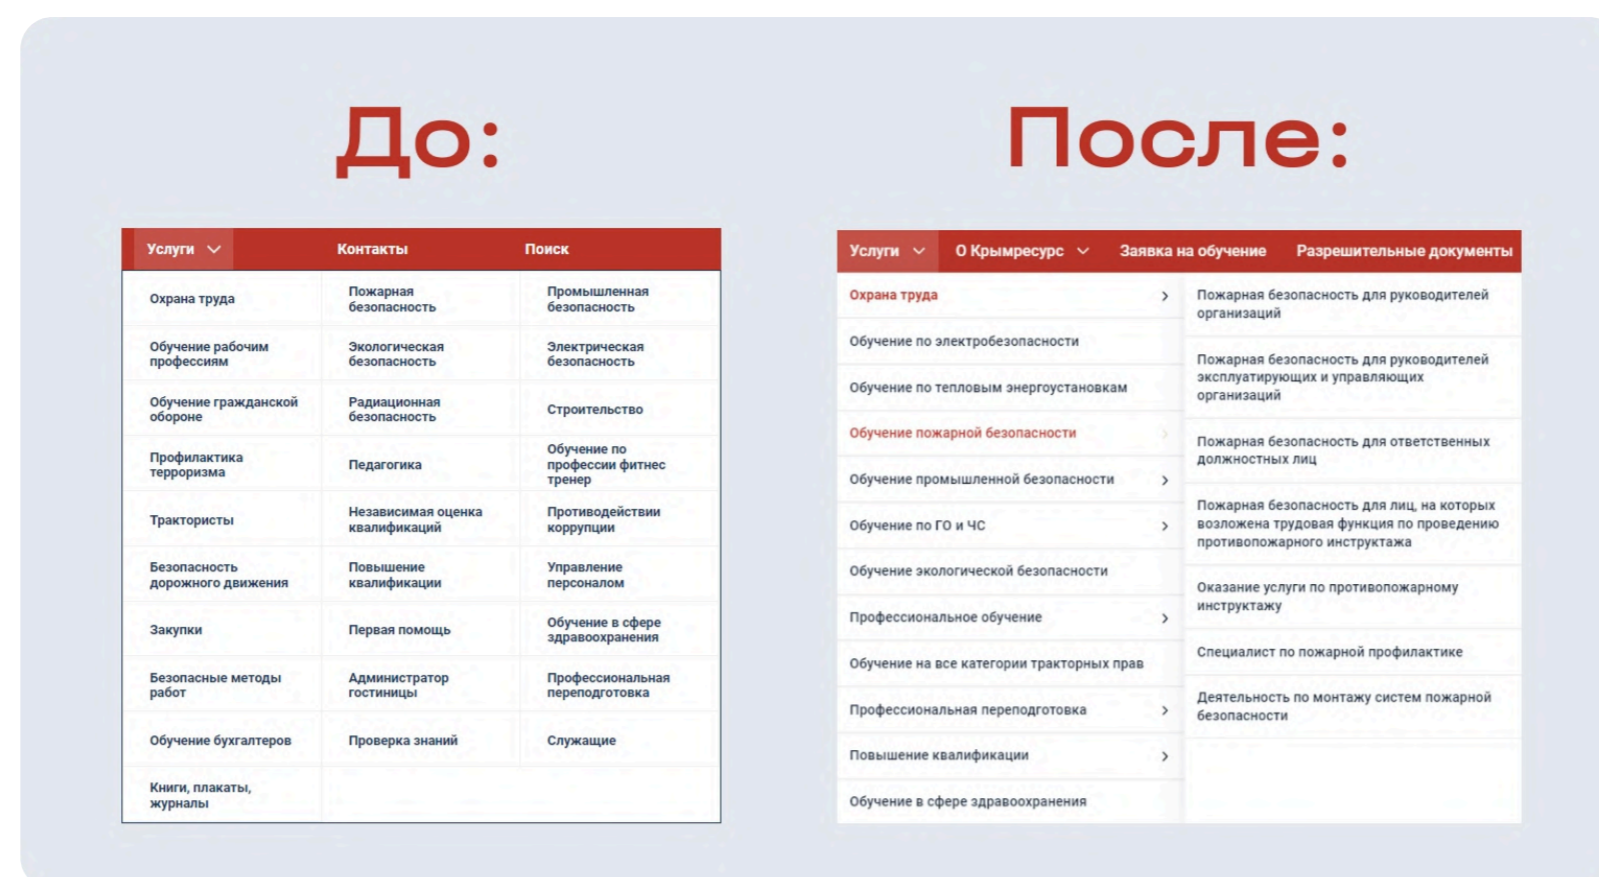 До:
После:
Услуги
Контакты
Поиск
Охрана труда
Пожарная
безопасность
Промышленная
безопасность
Обучение рабочим
профессиям
Экологическая
безопасность
Электрическая
безопасность
Обучение гражданской
обороне
Радиационная
безопасность
Строительство
Профилактика
терроризма
Педагогика
Обучение по
профессии фитнес
тренер
Трактористы
Независимая оценка
квалификаций
Противодействии
коррупции
Безопасность
дорожного движения
Повышение
квалификации
Управление
персоналом
Закупки
Первая помощь
Обучение в сфере
здравоохранения
Безопасные методы
работ
Администратор
гостиницы
Профессиональная
переподготовка
Обучение бухгалтеров
Проверка знаний
Служащие
Книги, плакаты,
журналы
Услуги
О Крымресурс
Заявка на обучение
Разрешительные документы
Охрана труда
Обучение по электробезопасности
Обучение по тепловым энергоустановкам
Обучение пожарной безопасности
Обучение промышленной безопасности
Обучение по ГО и ЧС
Обучение экологической безопасности
Профессиональное обучение
Обучение на все категории тракторных прав
Профессиональная переподготовка
Повышение квалификации
Обучение в сфере здравоохранения
Пожарная безопасность для руководителей
организаций
Пожарная безопасность для руководителей
эксплуатирующих и управляющих
организаций
Пожарная безопасность для ответственных
должностных лиц
Пожарная безопасность для лиц, на которых
возложена трудовая функция по проведению
противопожарного инструктажа
Оказание услуги по противопожарному
инструктажу
Специалист по пожарной профилактике
Деятельность по монтажу систем пожарной
безопасности